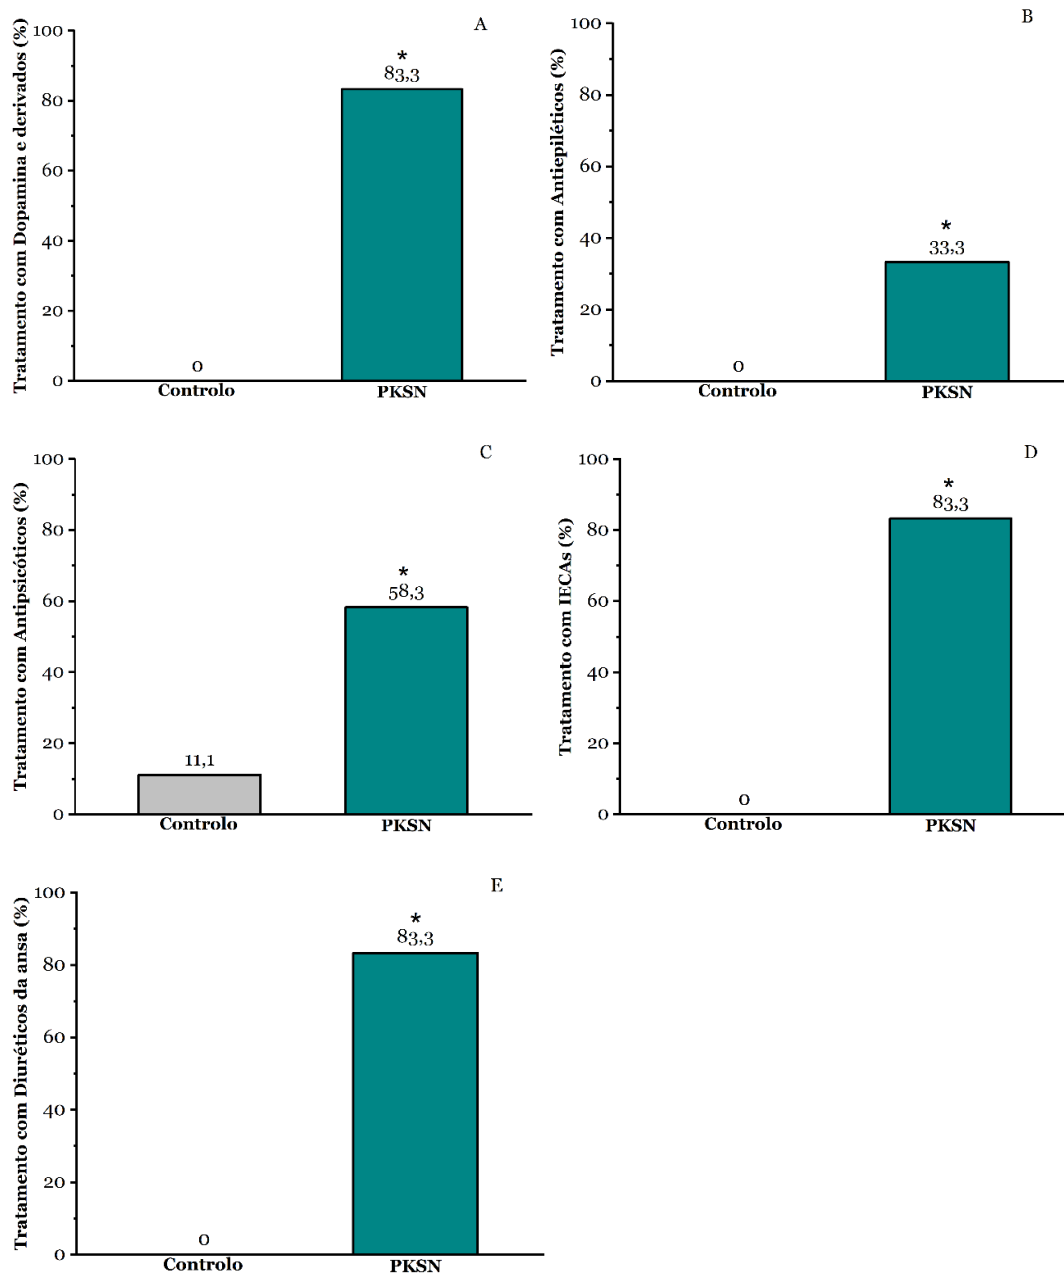 A
Tratamento com Dopamina e derivados (%)
100
80
60
40
20
0
0
*
83,3
Controlo
PKSN
B
Tratamento com Antiepiléticos (%)
100
80
60
40
20
0
0
*
33,3
Controlo
PKSN
C
Tratamento com Antipsicóticos (%)
100
80
60
40
20
0
11,1
*
58,3
Controlo
PKSN
D
Tratamento com IECAs (%)
100
80
60
40
20
0
0
*
83,3
Controlo
PKSN
E
Tratamento com Diuréticos da ansa (%)
100
80
60
40
20
0
0
*
83,3
Controlo
PKSN